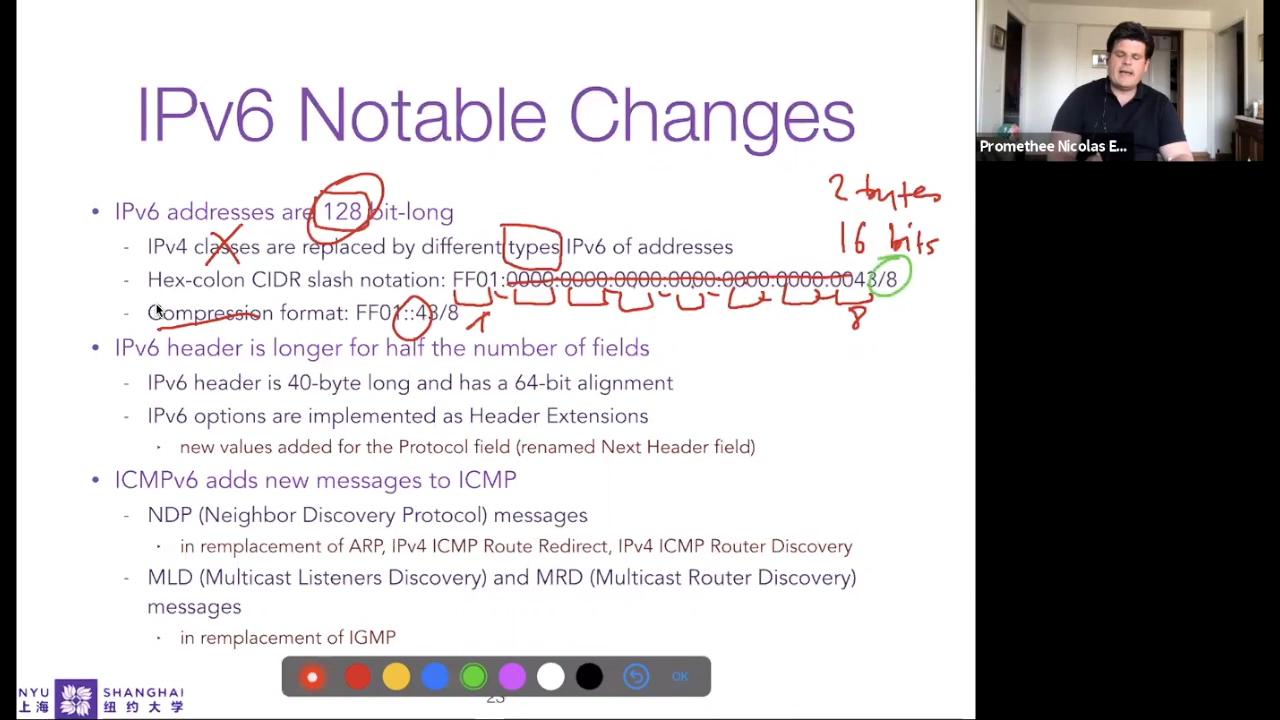 IPv6 Notable Changes
2 bytes
16 bits
• IPv6 addresses are 128 bit-long
- IPv4 classes are replaced by different types IPv6 of addresses
- Hex-colon CIDR slash notation: FF01:0000:0000:0000:0000:0000:0000:0043/8
- Compression format: FF01::43/8
1
8
• IPv6 header is longer for half the number of fields
- IPv6 header is 40-byte long and has a 64-bit alignment
- IPv6 options are implemented as Header Extensions
· new values added for the Protocol field (renamed Next Header field)
• ICMPv6 adds new messages to ICMP
- NDP (Neighbor Discovery Protocol) messages
· in remplacement of ARP, IPv4 ICMP Route Redirect, IPv4 ICMP Router Discovery
- MLD (Multicast Listeners Discovery) and MRD (Multicast Router Discovery)
messages
· in remplacement of IGMP
NYU SHANGHAI
上海 纽约大学
OK
Promethee Nicolas E...